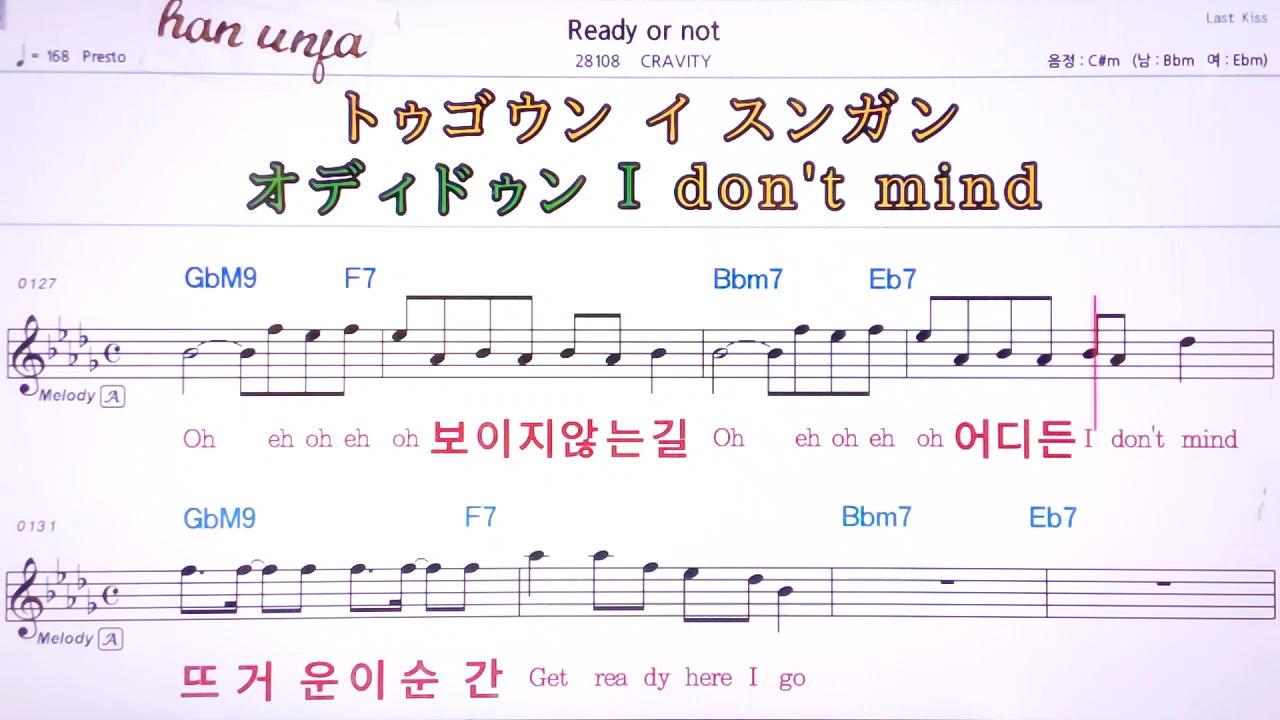 han unfa
Ready or not
Last Kiss
♩= 168 Presto
28108 CRAVITY
음정 : C#m (남 : Bbm 여 : Ebm)
トゥゴウン イ スンガン
オディドゥン I don't mind
0127
GbM9 F7 Bbm7 Eb7
Melody A
Oh eh oh eh oh 보이지않는길 Oh eh oh eh oh 어디든 I don't mind
0131
GbM9 F7 Bbm7 Eb7
Melody A
뜨 거 운이순 간 Get rea dy here I go